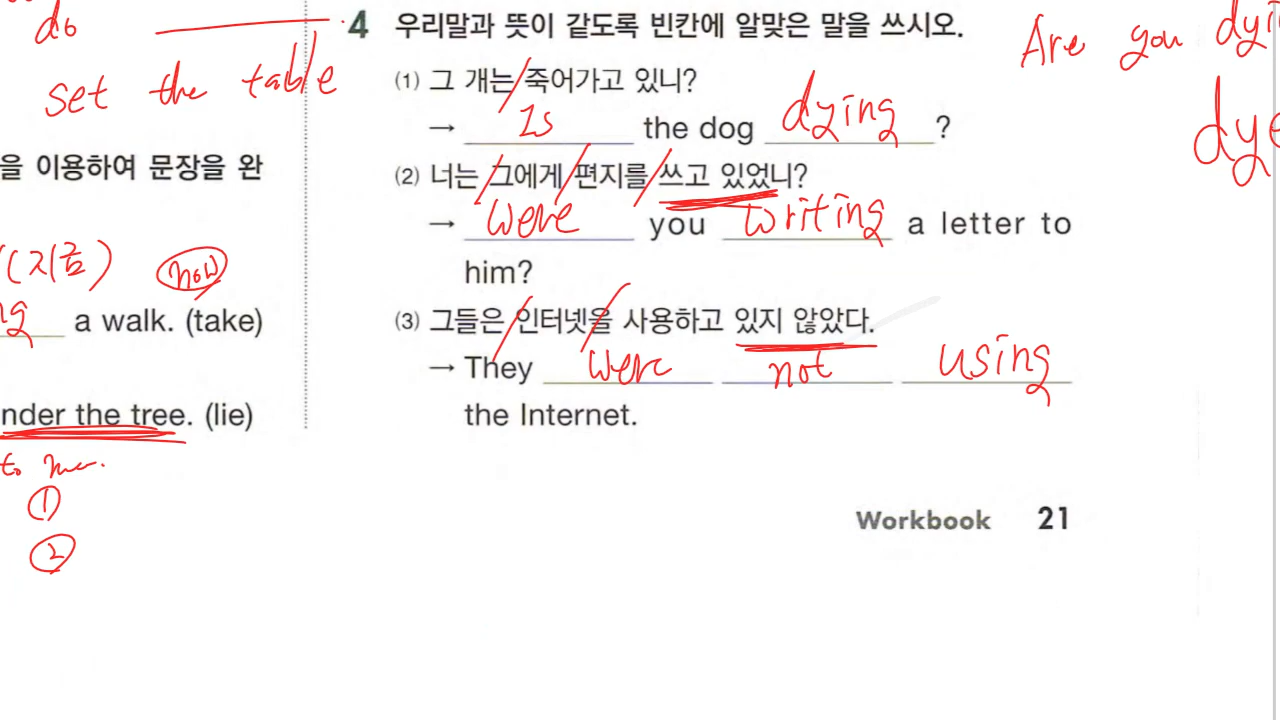 do
set the table
을 이용하여 문장을 완
(지금) now
a walk. (take)
nder the tree. (lie)
to me.
①
②
4 우리말과 뜻이 같도록 빈칸에 알맞은 말을 쓰시오.
(1) 그 개는 죽어가고 있니?
→ Is the dog dying ?
(2) 너는 그에게 편지를 쓰고 있었니?
→ were you writing a letter to
him?
(3) 그들은 인터넷을 사용하고 있지 않았다.
→ They were not using
the Internet.
Are you dyi
dye
Workbook 21